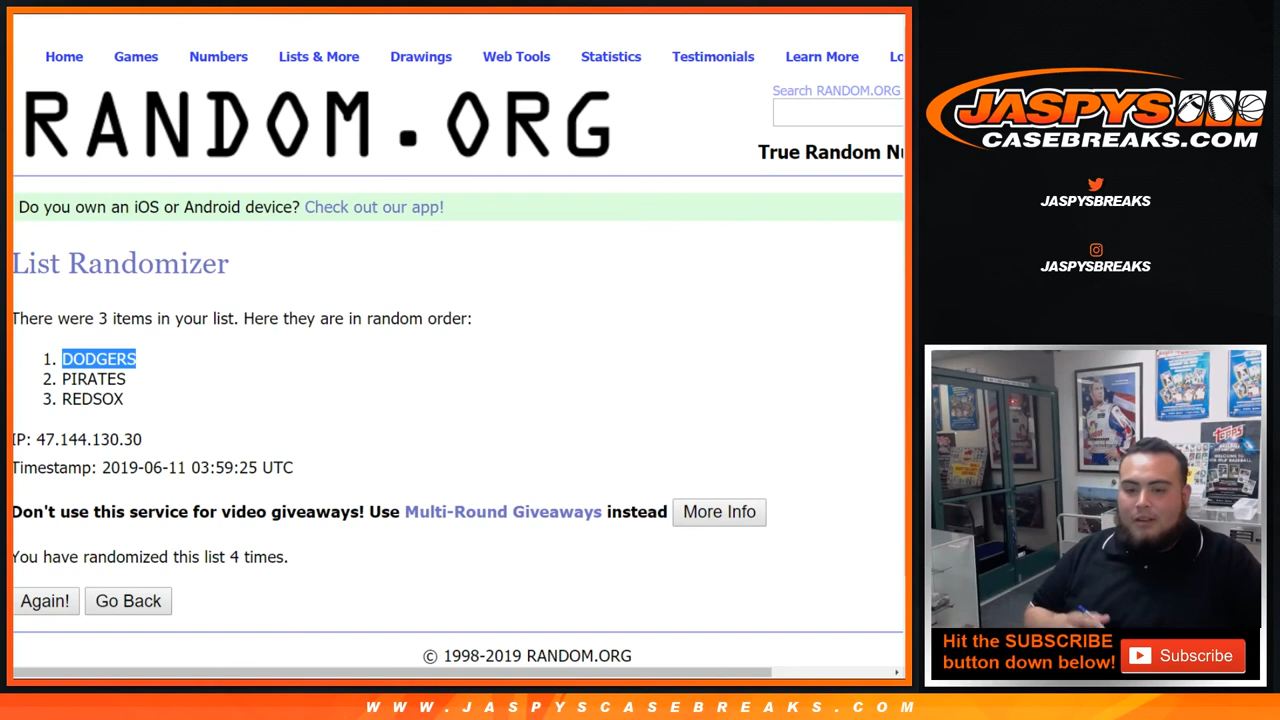 Home Games Numbers Lists & More Drawings Web Tools Statistics Testimonials Learn More Lo
RANDOM.ORG
Search RANDOM.ORG
True Random Nu
Do you own an iOS or Android device? Check out our app!
List Randomizer
There were 3 items in your list. Here they are in random order:
1. DODGERS
2. PIRATES
3. REDSOX
IP: 47.144.130.30
Timestamp: 2019-06-11 03:59:25 UTC
Don't use this service for video giveaways! Use Multi-Round Giveaways instead More Info
You have randomized this list 4 times.
Again! Go Back
© 1998-2019 RANDOM.ORG
JASPYS
CASEBREAKS.COM
JASPYSBREAKS
JASPYSBREAKS
topps
Hit the SUBSCRIBE
button down below!
Subscribe
WWW.JASPYSCASEBREAKS.COM